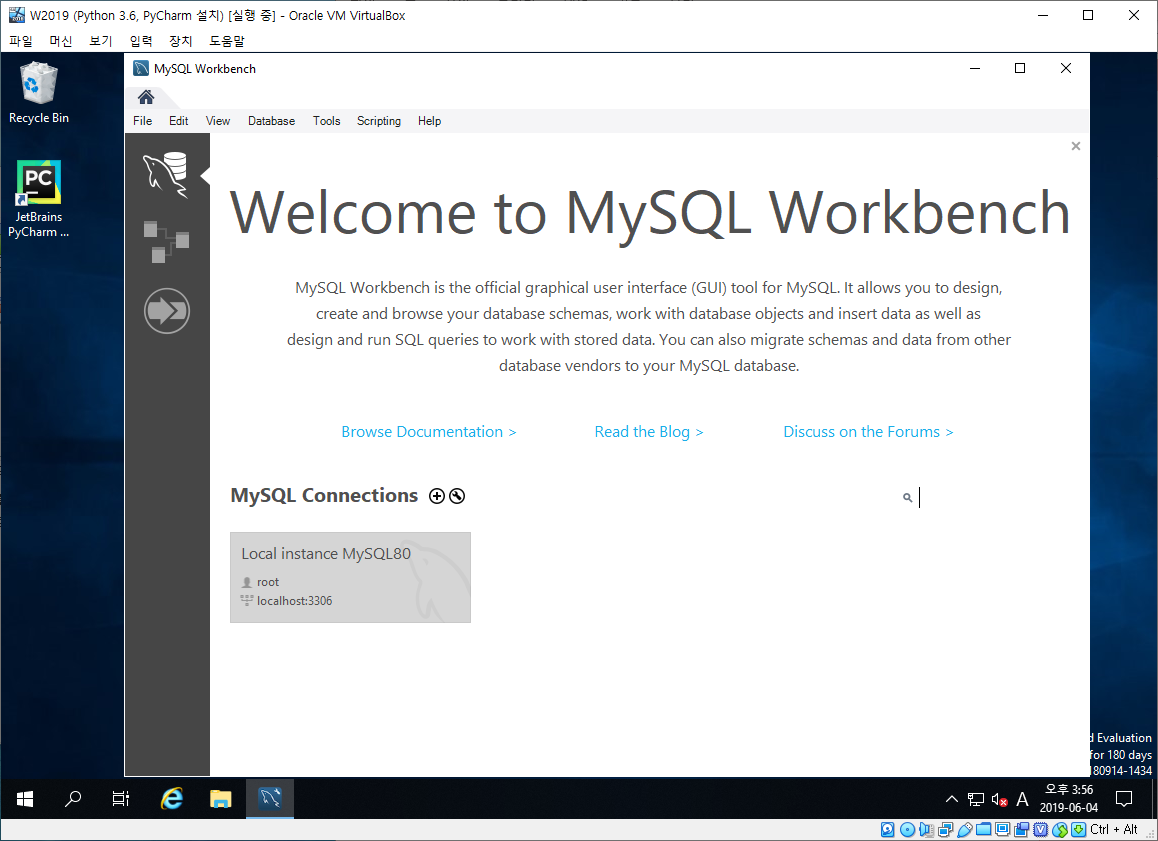 W2019 (Python 3.6, PyCharm 설치) [실행 중] - Oracle VM VirtualBox
파일 머신 보기 입력 장치 도움말
Recycle Bin
PC
JetBrains
PyCharm ...
MySQL Workbench
File Edit View Database Tools Scripting Help
Welcome to MySQL Workbench
MySQL Workbench is the official graphical user interface (GUI) tool for MySQL. It allows you to design,
create and browse your database schemas, work with database objects and insert data as well as
design and run SQL queries to work with stored data. You can also migrate schemas and data from other
database vendors to your MySQL database.
Browse Documentation > Read the Blog > Discuss on the Forums >
MySQL Connections
Local instance MySQL80
root
localhost:3306
d Evaluation
for 180 days
180914-1434
A 오후 3:56
2019-06-04
Ctrl + Alt